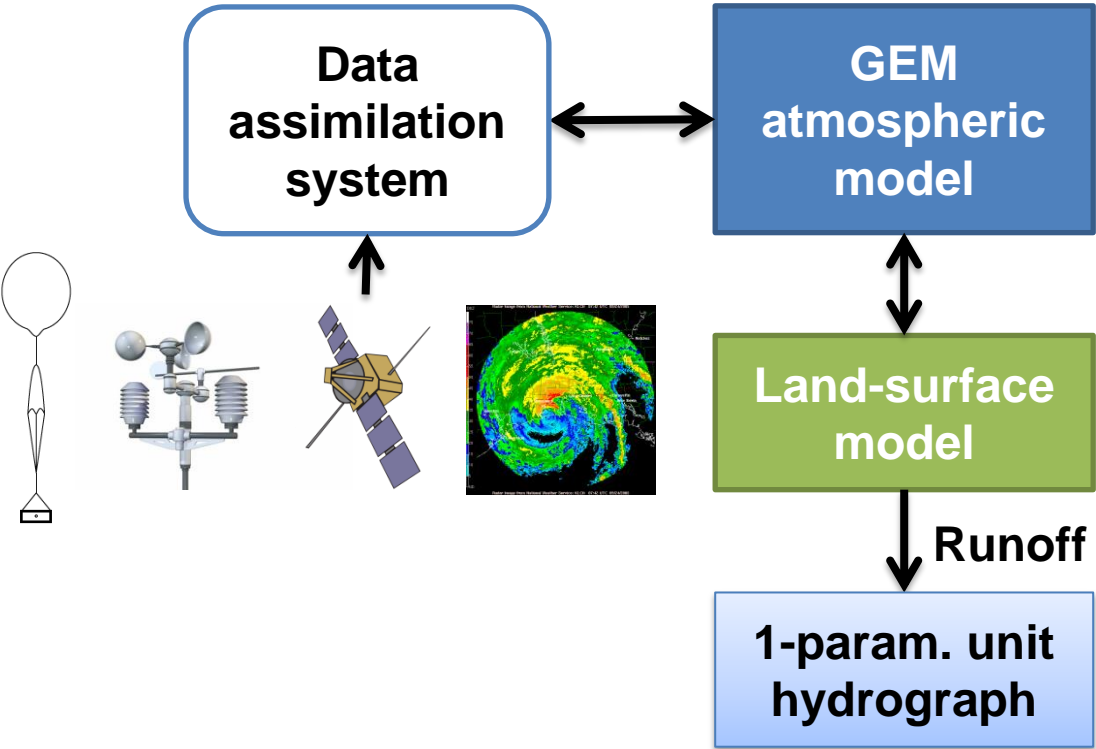 Data
assimilation
system
GEM
atmospheric
model
Land-surface
model
Runoff
1-param. unit
hydrograph